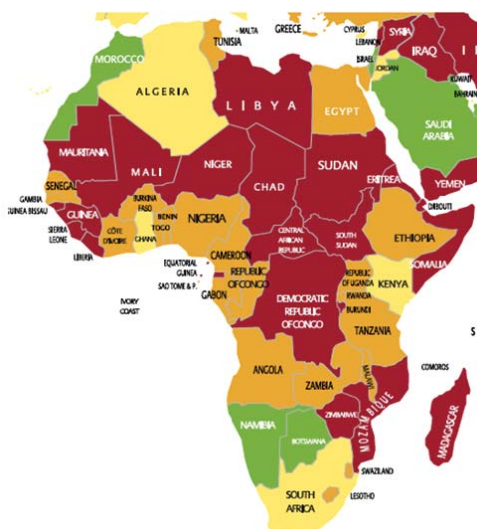 GREECE
MALTA
CYPRUS
SYRIA
LEBANON
IRAQ
I
TUNISIA
MOROCCO
ISRAEL
JORDAN
KUWAIT
ALGERIA
BAHRAIN
LIBYA
EGYPT
SAUDI
ARABIA
MAURITANIA
MALI
NIGER
SUDAN
CHAD
ERITREA
YEMEN
SENEGAL
GAMBIA
GUINEA BISSAU
GUINEA
BURKINA
FASO
BENIN
TOGO
NIGERIA
DJIBOUTI
SIERRA
LEONE
CÔTE
D'IVOIRE
GHANA
CENTRAL
AFRICAN
REPUBLIC
SOUTH
SUDAN
ETHIOPIA
LIBERIA
CAMEROON
SOMALIA
EQUATORIAL
GUINEA
SAO TOME & P.
REPUBLIC
OF CONGO
REPUBLIC
OF UGANDA
KENYA
GABON
RWANDA
BURUNDI
IVORY
COAST
DEMOCRATIC
REPUBLIC
OF CONGO
TANZANIA
S
ANGOLA
COMOROS
ZAMBIA
MALAWI
ZIMBABWE
MOZAMBIQUE
MADAGASCAR
NAMIBIA
BOTSWANA
SWAZILAND
SOUTH
AFRICA
LESOTHO